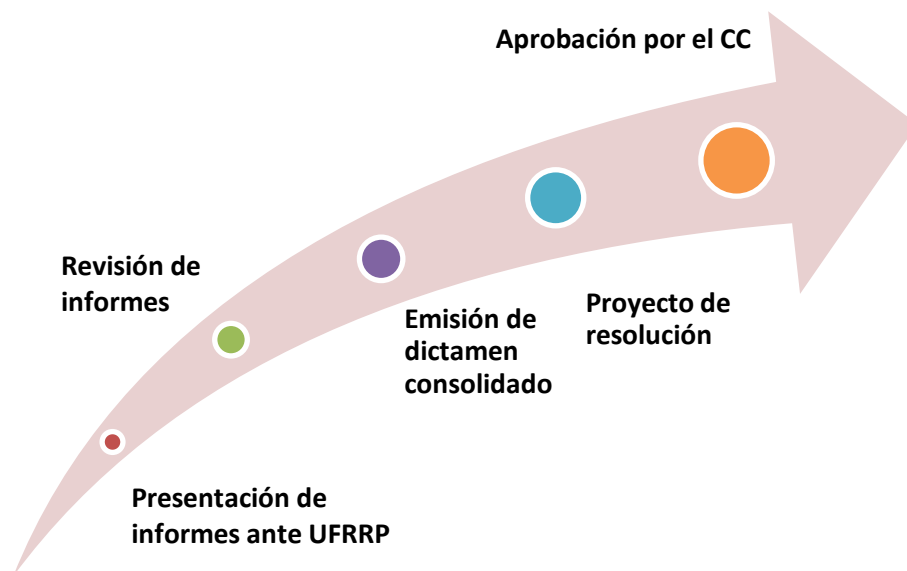 Aprobación por el CC
Revisión de
informes
Emisión de
dictamen
consolidado
Proyecto de
resolución
Presentación de
informes ante UFRRP